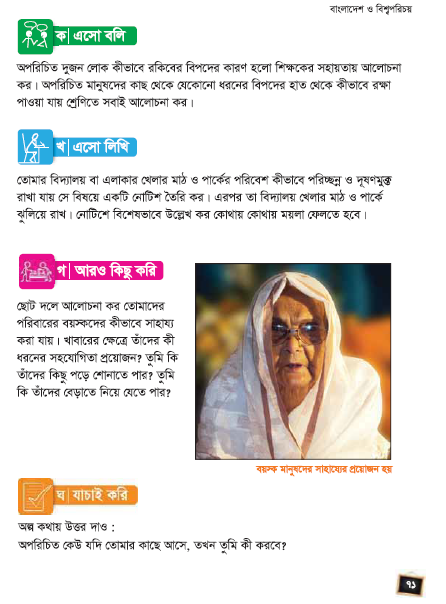 বাংলাদেশ ও বিশ্বপরিচয়
ক এসো বলি
অপরিচিত দুজন লোক কীভাবে রকিবের বিপদের কারণ হলো শিক্ষকের সহায়তায় আলোচনা
কর। অপরিচিত মানুষদের কাছ থেকে যেকোনো ধরনের বিপদের হাত থেকে কীভাবে রক্ষা
পাওয়া যায় শ্রেণিতে সবাই আলোচনা কর।
খ এসো লিখি
তোমার বিদ্যালয় বা এলাকার খেলার মাঠ ও পার্কের পরিবেশ কীভাবে পরিচ্ছন্ন ও দূষণমুক্ত
রাখা যায় সে বিষয়ে একটি নোটিশ তৈরি কর। এরপর তা বিদ্যালয় খেলার মাঠ ও পার্কে
ঝুলিয়ে রাখ। নোটিশে বিশেষভাবে উল্লেখ কর কোথায় কোথায় ময়লা ফেলতে হবে।
গ আরও কিছু করি
ছোট দলে আলোচনা কর তোমাদের
পরিবারের বয়স্কদের কীভাবে সাহায্য
করা যায়। খাবারের ক্ষেত্রে তাঁদের কী
ধরনের সহযোগিতা প্রয়োজন? তুমি কি
তাঁদের কিছু পড়ে শোনাতে পার? তুমি
কি তাঁদের বেড়াতে নিয়ে যেতে পার?
বয়স্ক মানুষদের সাহায্যের প্রয়োজন হয়
ঘ যাচাই করি
অল্প কথায় উত্তর দাও :
অপরিচিত কেউ যদি তোমার কাছে আসে, তখন তুমি কী করবে?
৭১